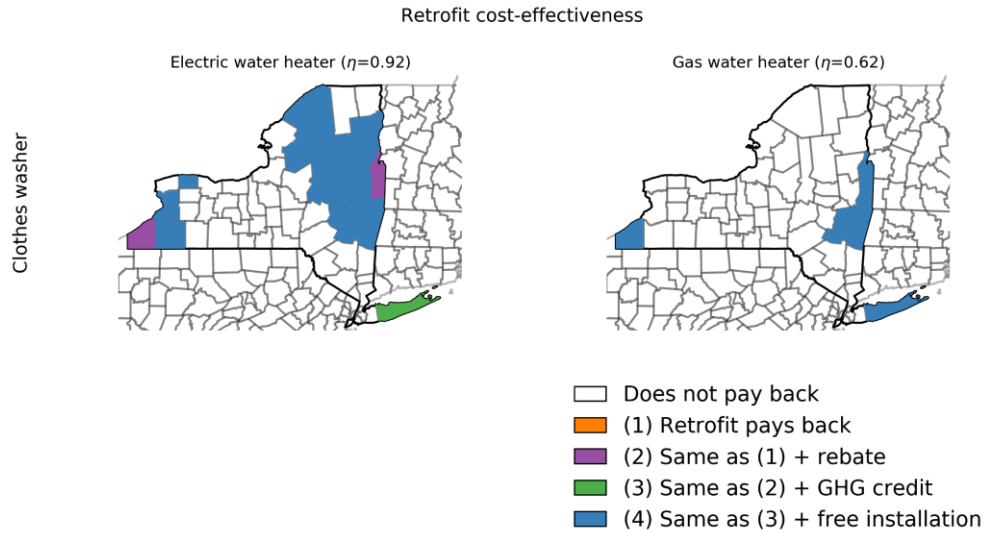 Retrofit cost-effectiveness
Electric water heater (η=0.92)
Gas water heater (η=0.62)
Clothes washer
Does not pay back
(1) Retrofit pays back
(2) Same as (1) + rebate
(3) Same as (2) + GHG credit
(4) Same as (3) + free installation